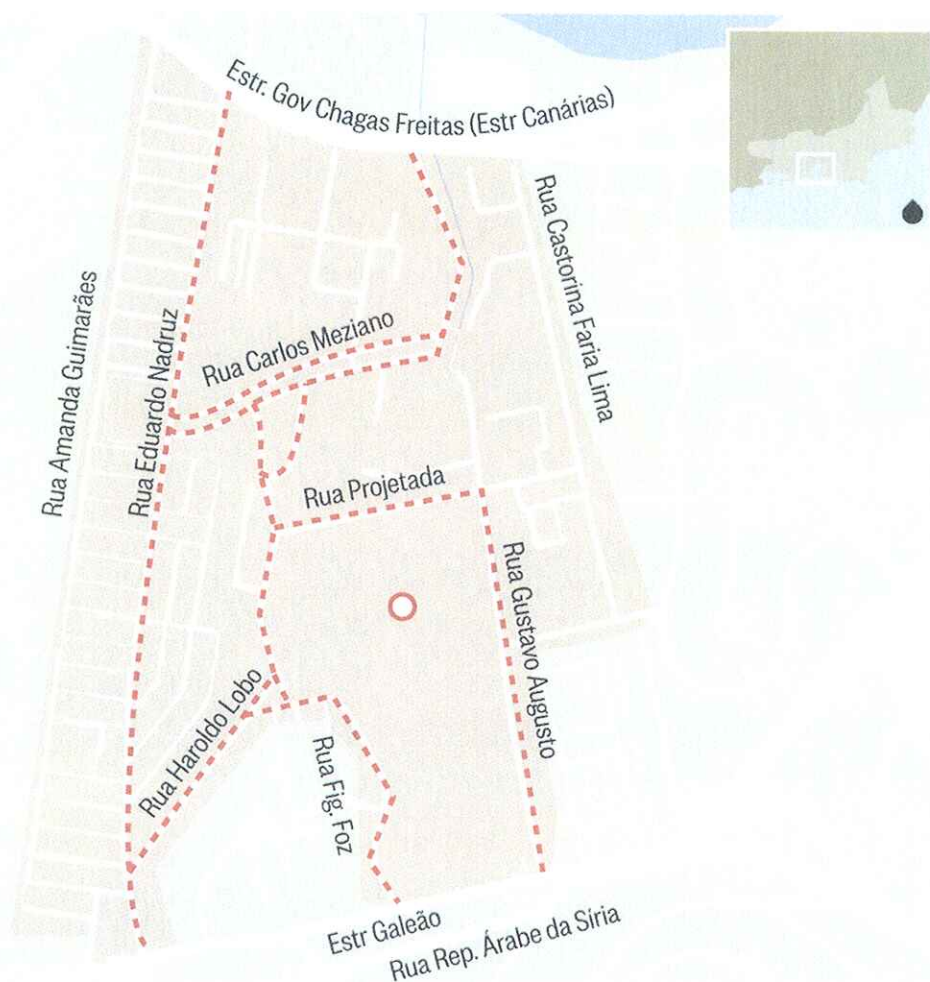 Estr. Gov Chagas Freitas (Estr Canárias)
Rua Castorina Faria Lima
Rua Amanda Guimarães
Rua Eduardo Nadruz
Rua Carlos Meziano
Rua Projetada
Rua Gustavo Augusto
Rua Haroldo Lobo
Rua Fig. Foz
Estr Galeão
Rua Rep. Árabe da Síria